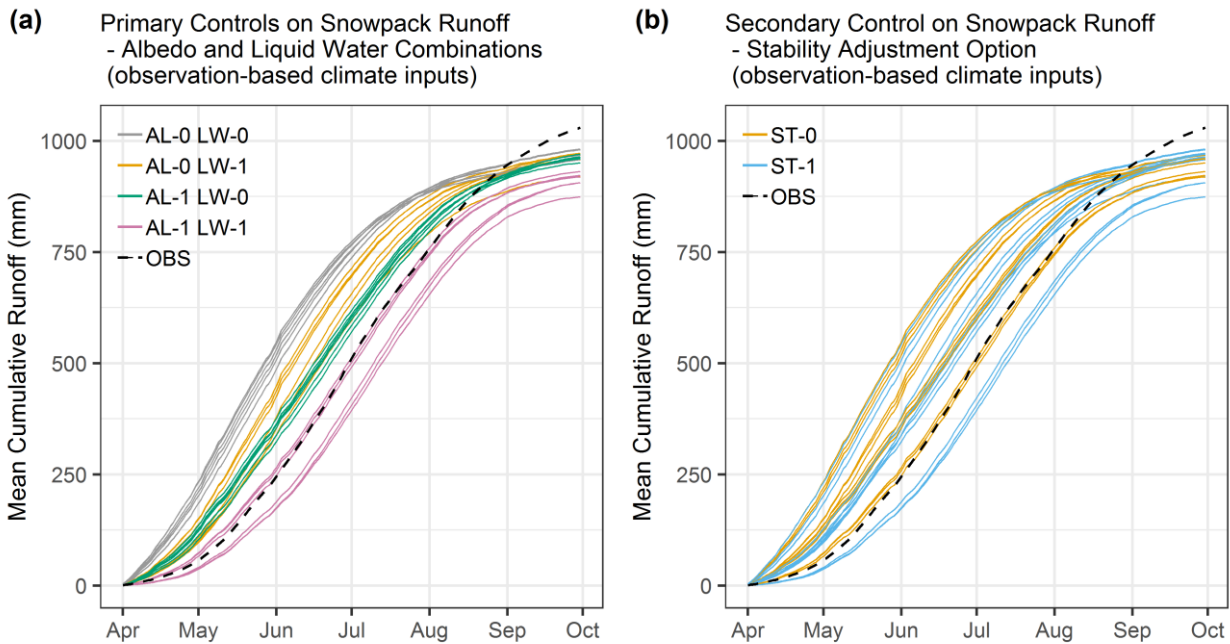 (a)
Primary Controls on Snowpack Runoff
- Albedo and Liquid Water Combinations
(observation-based climate inputs)
Mean Cumulative Runoff (mm)
1000
750
500
250
0
AL-0 LW-0
AL-0 LW-1
AL-1 LW-0
AL-1 LW-1
OBS
Apr May Jun Jul Aug Sep Oct
(b)
Secondary Control on Snowpack Runoff
- Stability Adjustment Option
(observation-based climate inputs)
Mean Cumulative Runoff (mm)
1000
750
500
250
0
ST-0
ST-1
OBS
Apr May Jun Jul Aug Sep Oct